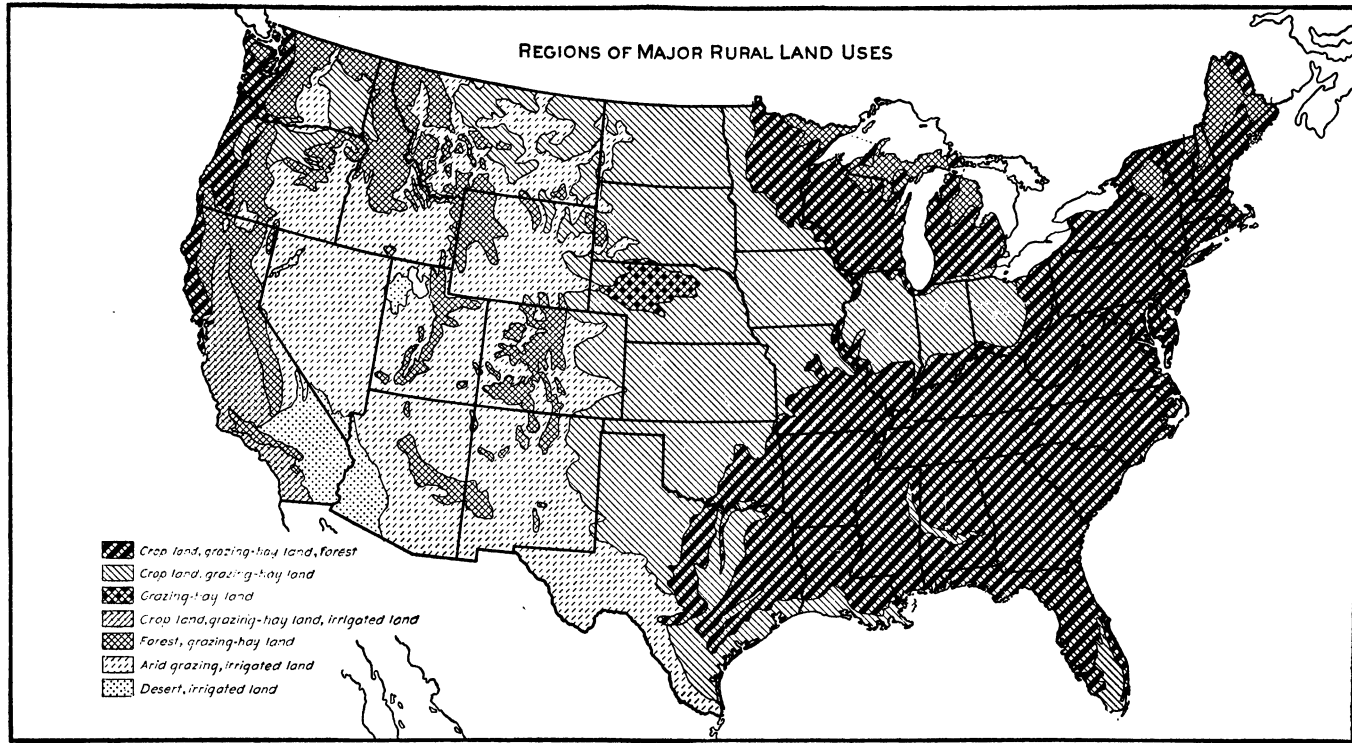 REGIONS OF MAJOR RURAL LAND USES
Crop land, grazing-hay land, forest
Crop land, grazing-hay land
Grazing-hay land
Crop land, grazing-hay land, irrigated land
Forest, grazing-hay land
Arid grazing, irrigated land
Desert, irrigated land